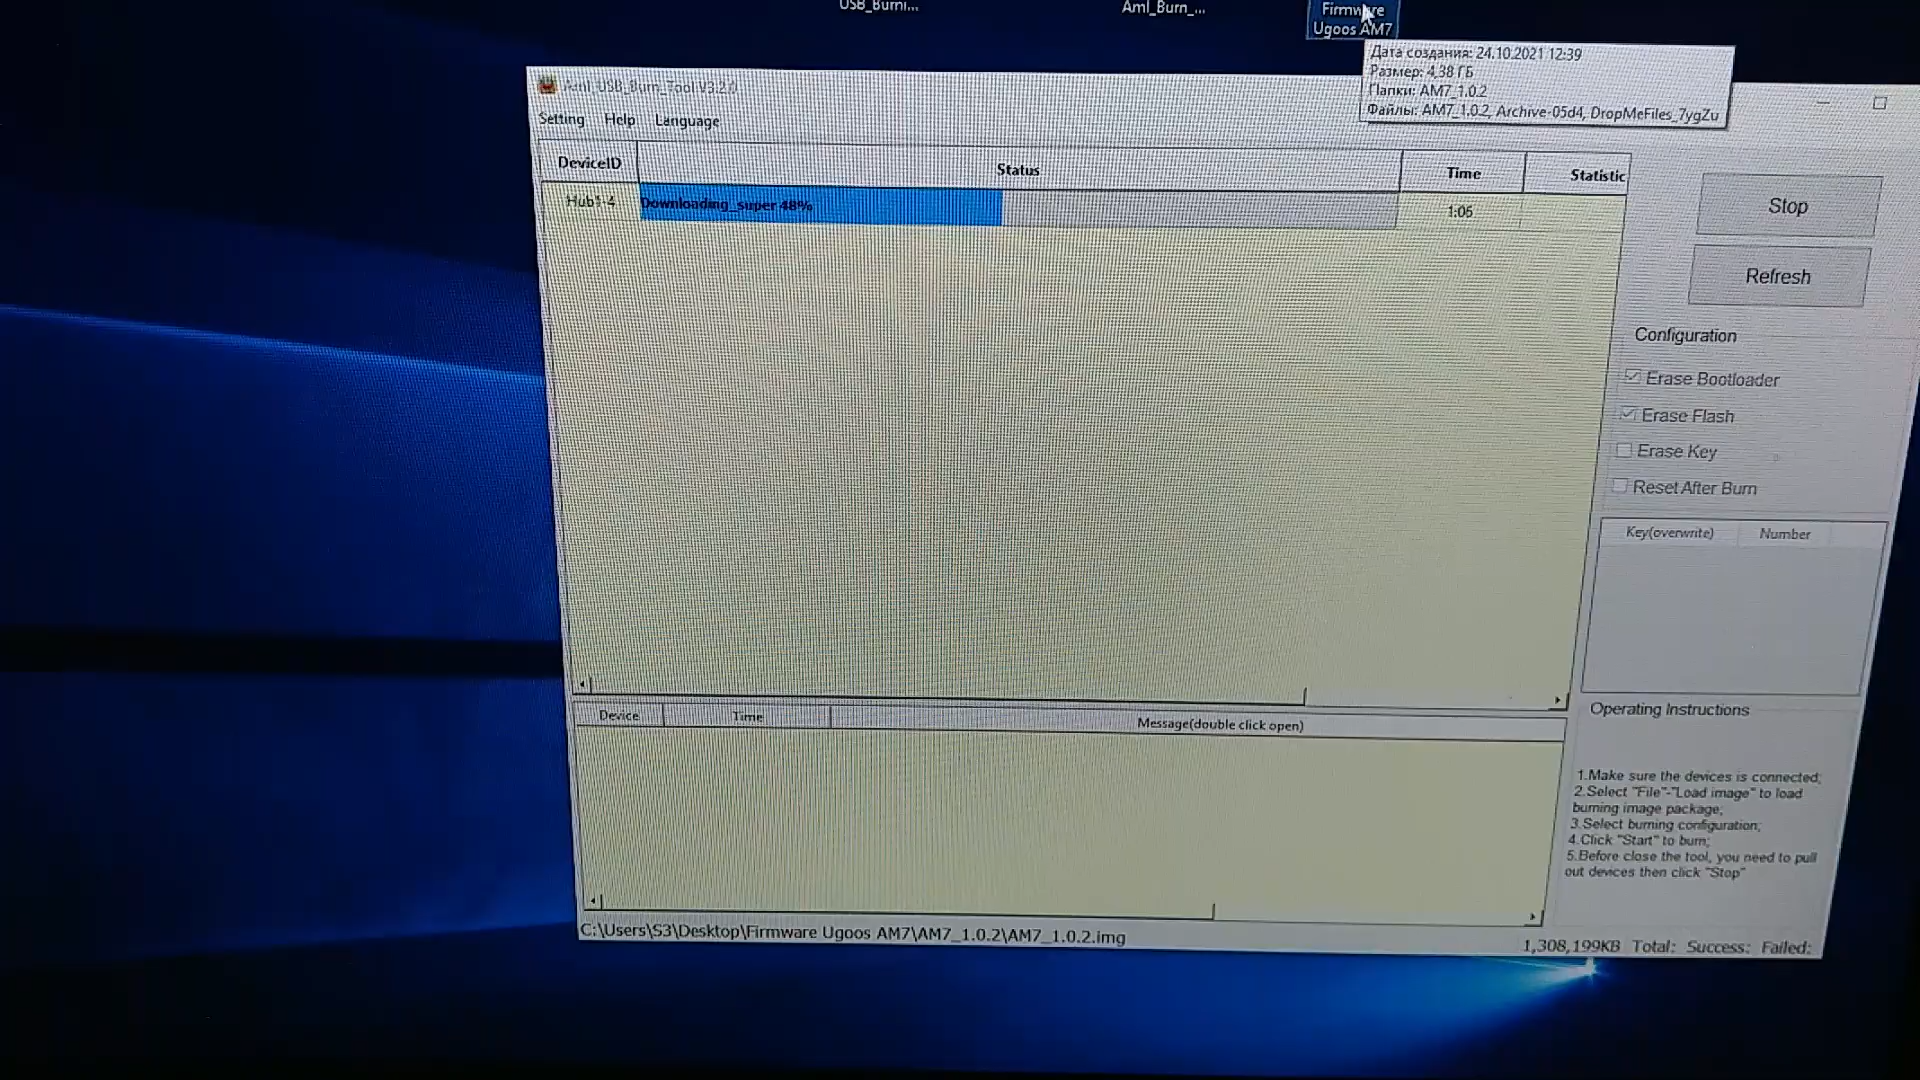 USB_Burni...
Aml_Burn_...
Firmware
Ugoos AM7
Дата создания: 24.10.2021 12:39
Размер: 4,38 ГБ
Папки: AM7_1.0.2
Файлы: AM7_1.0.2, Archive-05d4, DropMeFiles_7ygZu
Aml_USB_Burn_Tool V3.2.0
Setting Help Language
DeviceID Status Time Statistic
Hub1-4 Downloading_super 48% 1:05
Stop
Refresh
Configuration
Erase Bootloader
Erase Flash
Erase Key
Reset After Burn
Key(overwrite) Number
Device Time Message(double click open)
Operating Instructions
1.Make sure the devices is connected;
2.Select "File"-"Load image" to load
burning image package;
3.Select burning configuration;
4.Click "Start" to burn;
5.Before close the tool, you need to pull
out devices then click "Stop"
C:\Users\S3\Desktop\Firmware Ugoos AM7\AM7_1.0.2\AM7_1.0.2.img
1,308,199KB Total: Success: Failed: